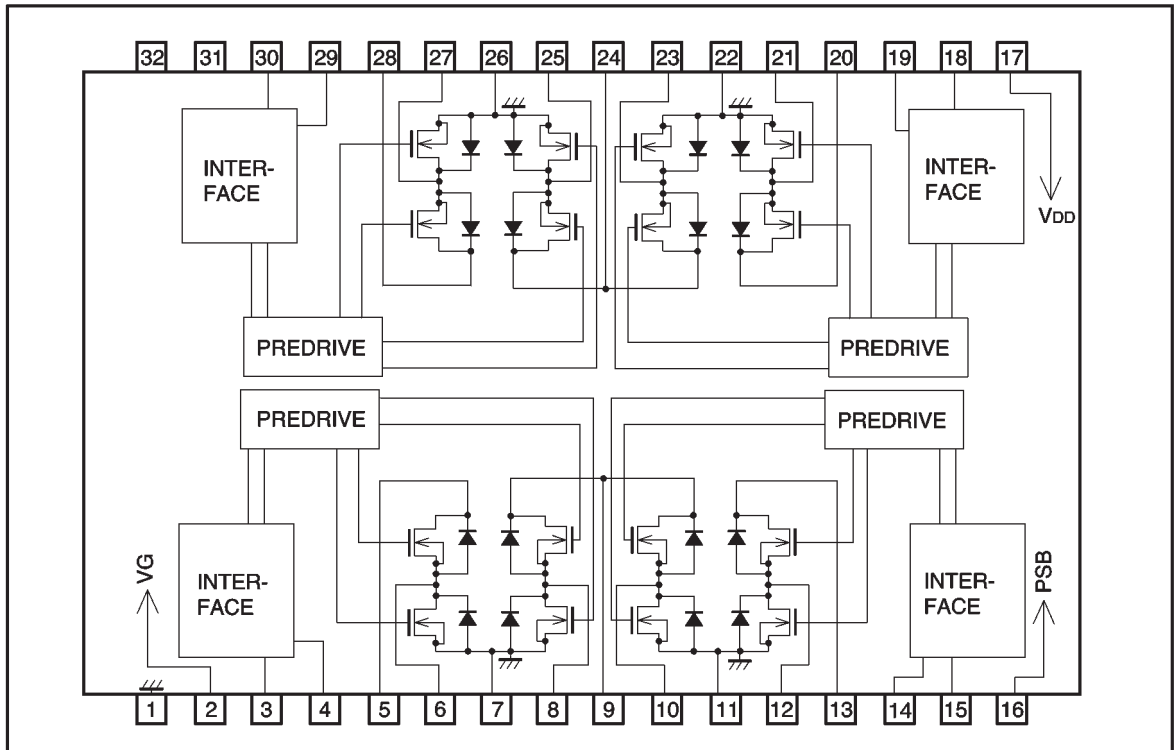 32 31 30 29 28 27 26 25 24 23 22 21 20 19 18 17
INTER-
FACE
INTER-
FACE
VDD
PREDRIVE
PREDRIVE
PREDRIVE
PREDRIVE
VG
INTER-
FACE
INTER-
FACE
PSB
1 2 3 4 5 6 7 8 9 10 11 12 13 14 15 16